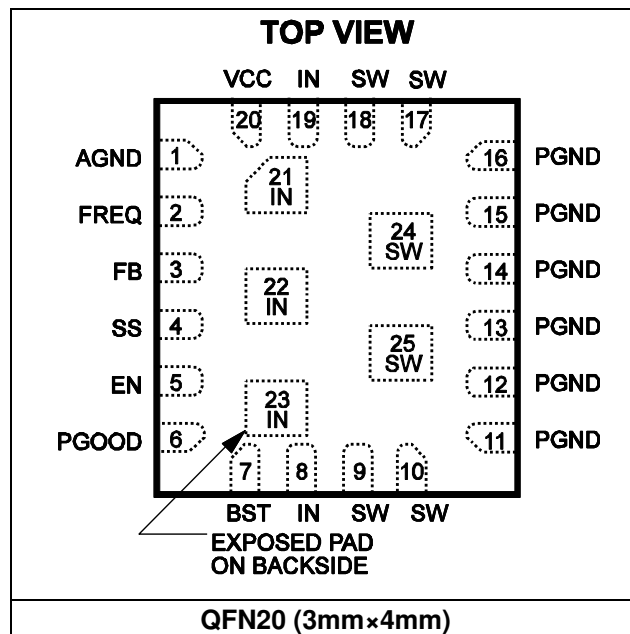 TOP VIEW
VCC IN SW SW
20 19 18 17
AGND 1 16 PGND
21
IN
FREQ 2 15 PGND
24
SW
FB 3 14 PGND
22
IN
SS 4 13 PGND
25
SW
EN 5 12 PGND
23
IN
PGOOD 6 11 PGND
7 8 9 10
BST IN SW SW
EXPOSED PAD
ON BACKSIDE
QFN20 (3mm×4mm)